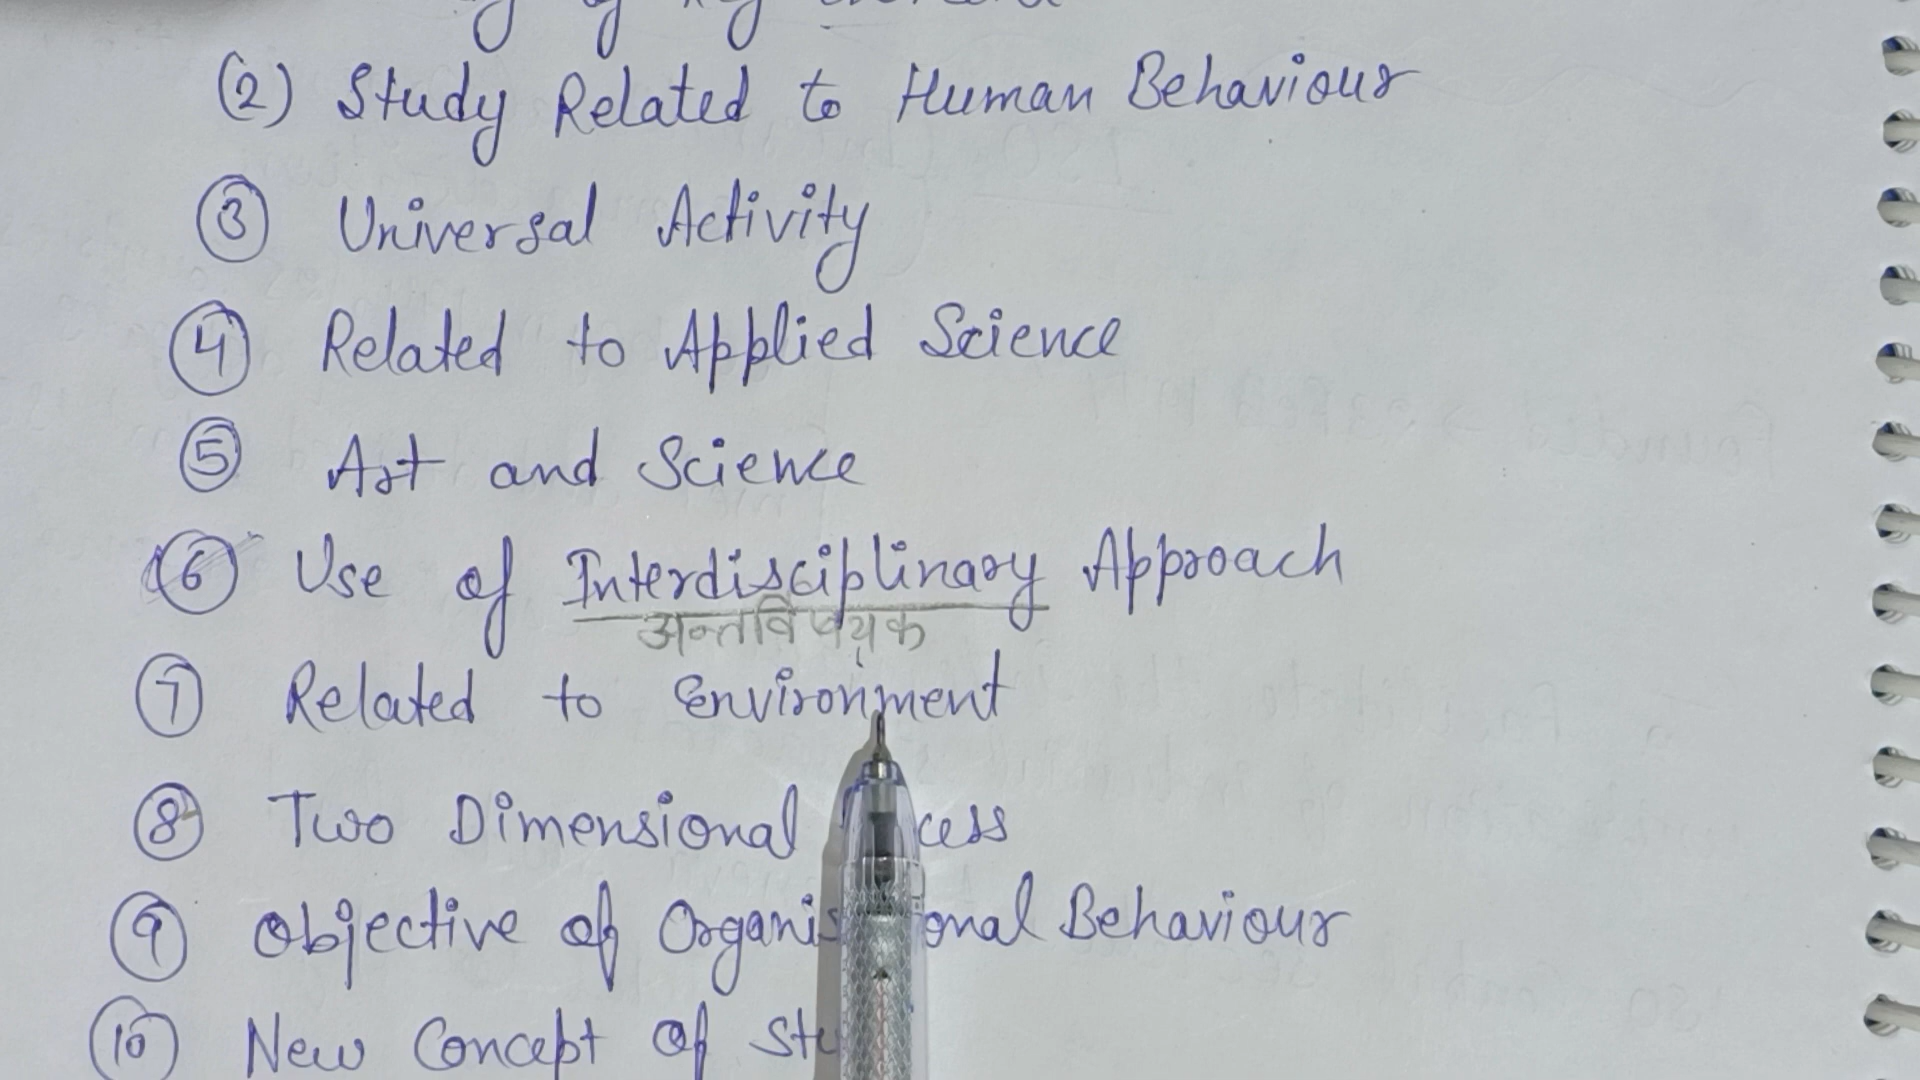 (2) Study Related to Human Behaviour
(3) Universal Activity
(4) Related to Applied Science
(5) Art and Science
(6) Use of Interdisciplinary Approach
अन्तर्विषयक
(7) Related to Environment
(8) Two Dimensional
(9) Objective of Behaviour
(10) New Concept of